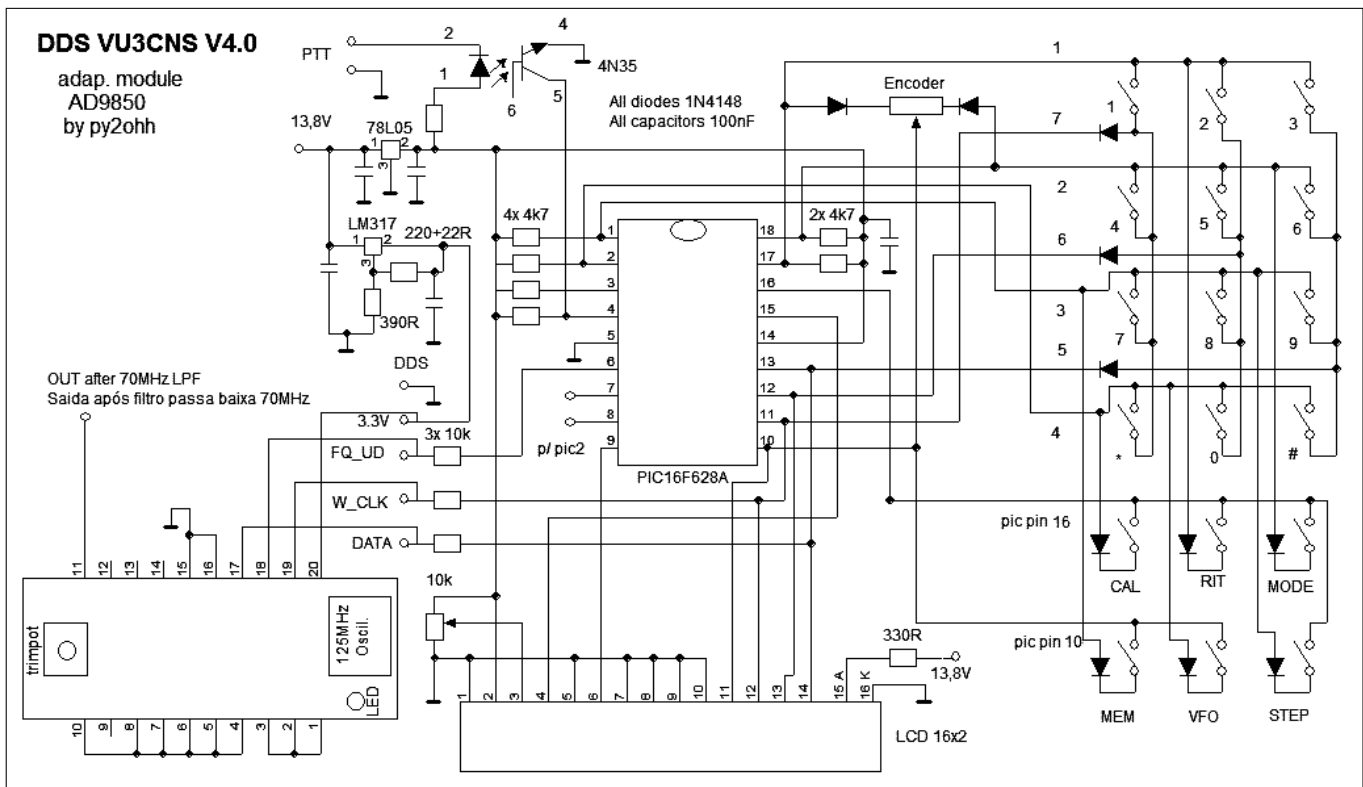 DDS VU3CNS V4.0
adap. module
AD9850
by py2ohh
PTT
2
4
1
4N35
5
6
All diodes 1N4148
All capacitors 100nF
Encoder
13,8V
78L05
1
2
3
LM317
1
2
3
220+22R
390R
4x 4k7
2x 4k7
1
2
3
4
5
6
7
8
9
18
17
16
15
14
13
12
11
10
PIC16F628A
p/ pic2
DDS
3.3V
3x 10k
FQ_UD
W_CLK
DATA
OUT after 70MHz LPF
Saida após filtro passa baixa 70MHz
11
12
13
14
15
16
17
18
19
20
trimpot
125MHz
Oscil.
LED
10
9
8
7
6
5
4
3
2
1
10k
1
2
3
4
5
6
7
8
9
10
11
12
13
14
15 A
16 K
330R
13,8V
LCD 16x2
1
7
1
2
3
2
6
4
5
6
3
5
7
8
9
4
*
0
#
pic pin 16
CAL
RIT
MODE
pic pin 10
MEM
VFO
STEP